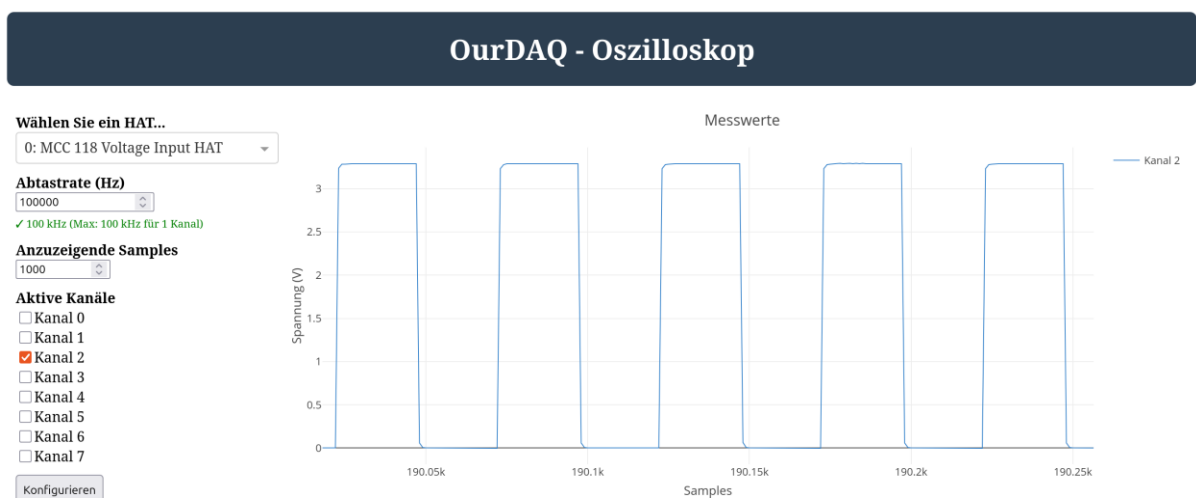 OurDAQ - Oszilloskop
Wählen Sie ein HAT...
0: MCC 118 Voltage Input HAT
Abtastrate (Hz)
100000
✓ 100 kHz (Max: 100 kHz für 1 Kanal)
Anzuzeigende Samples
1000
Aktive Kanäle
Kanal 0
Kanal 1
Kanal 2
Kanal 3
Kanal 4
Kanal 5
Kanal 6
Kanal 7
Konfigurieren
Messwerte
Kanal 2
Spannung (V)
3
2.5
2
1.5
1
0.5
0
190.05k 190.1k 190.15k 190.2k 190.25k
Samples